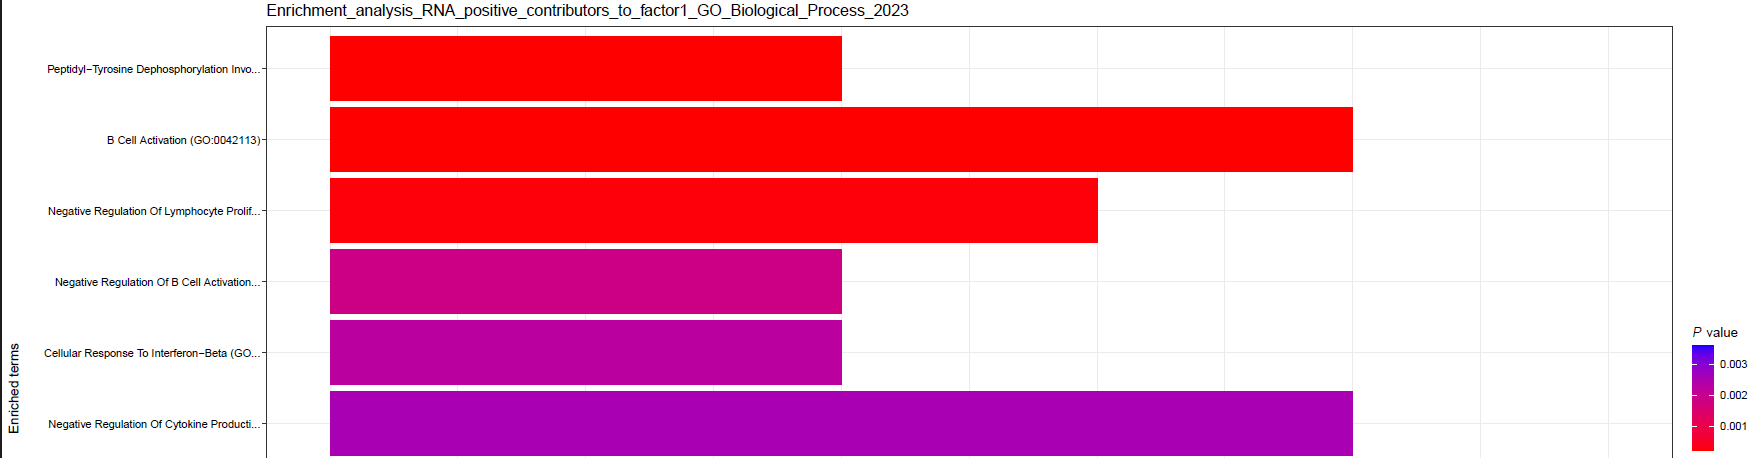 Enrichment_analysis_RNA_positive_contributors_to_factor1_GO_Biological_Process_2023
Peptidyl−Tyrosine Dephosphorylation Invo...
B Cell Activation (GO:0042113)
Negative Regulation Of Lymphocyte Prolif...
Negative Regulation Of B Cell Activation...
Cellular Response To Interferon−Beta (GO...
Negative Regulation Of Cytokine Producti...
Enriched terms
P value
0.003
0.002
0.001